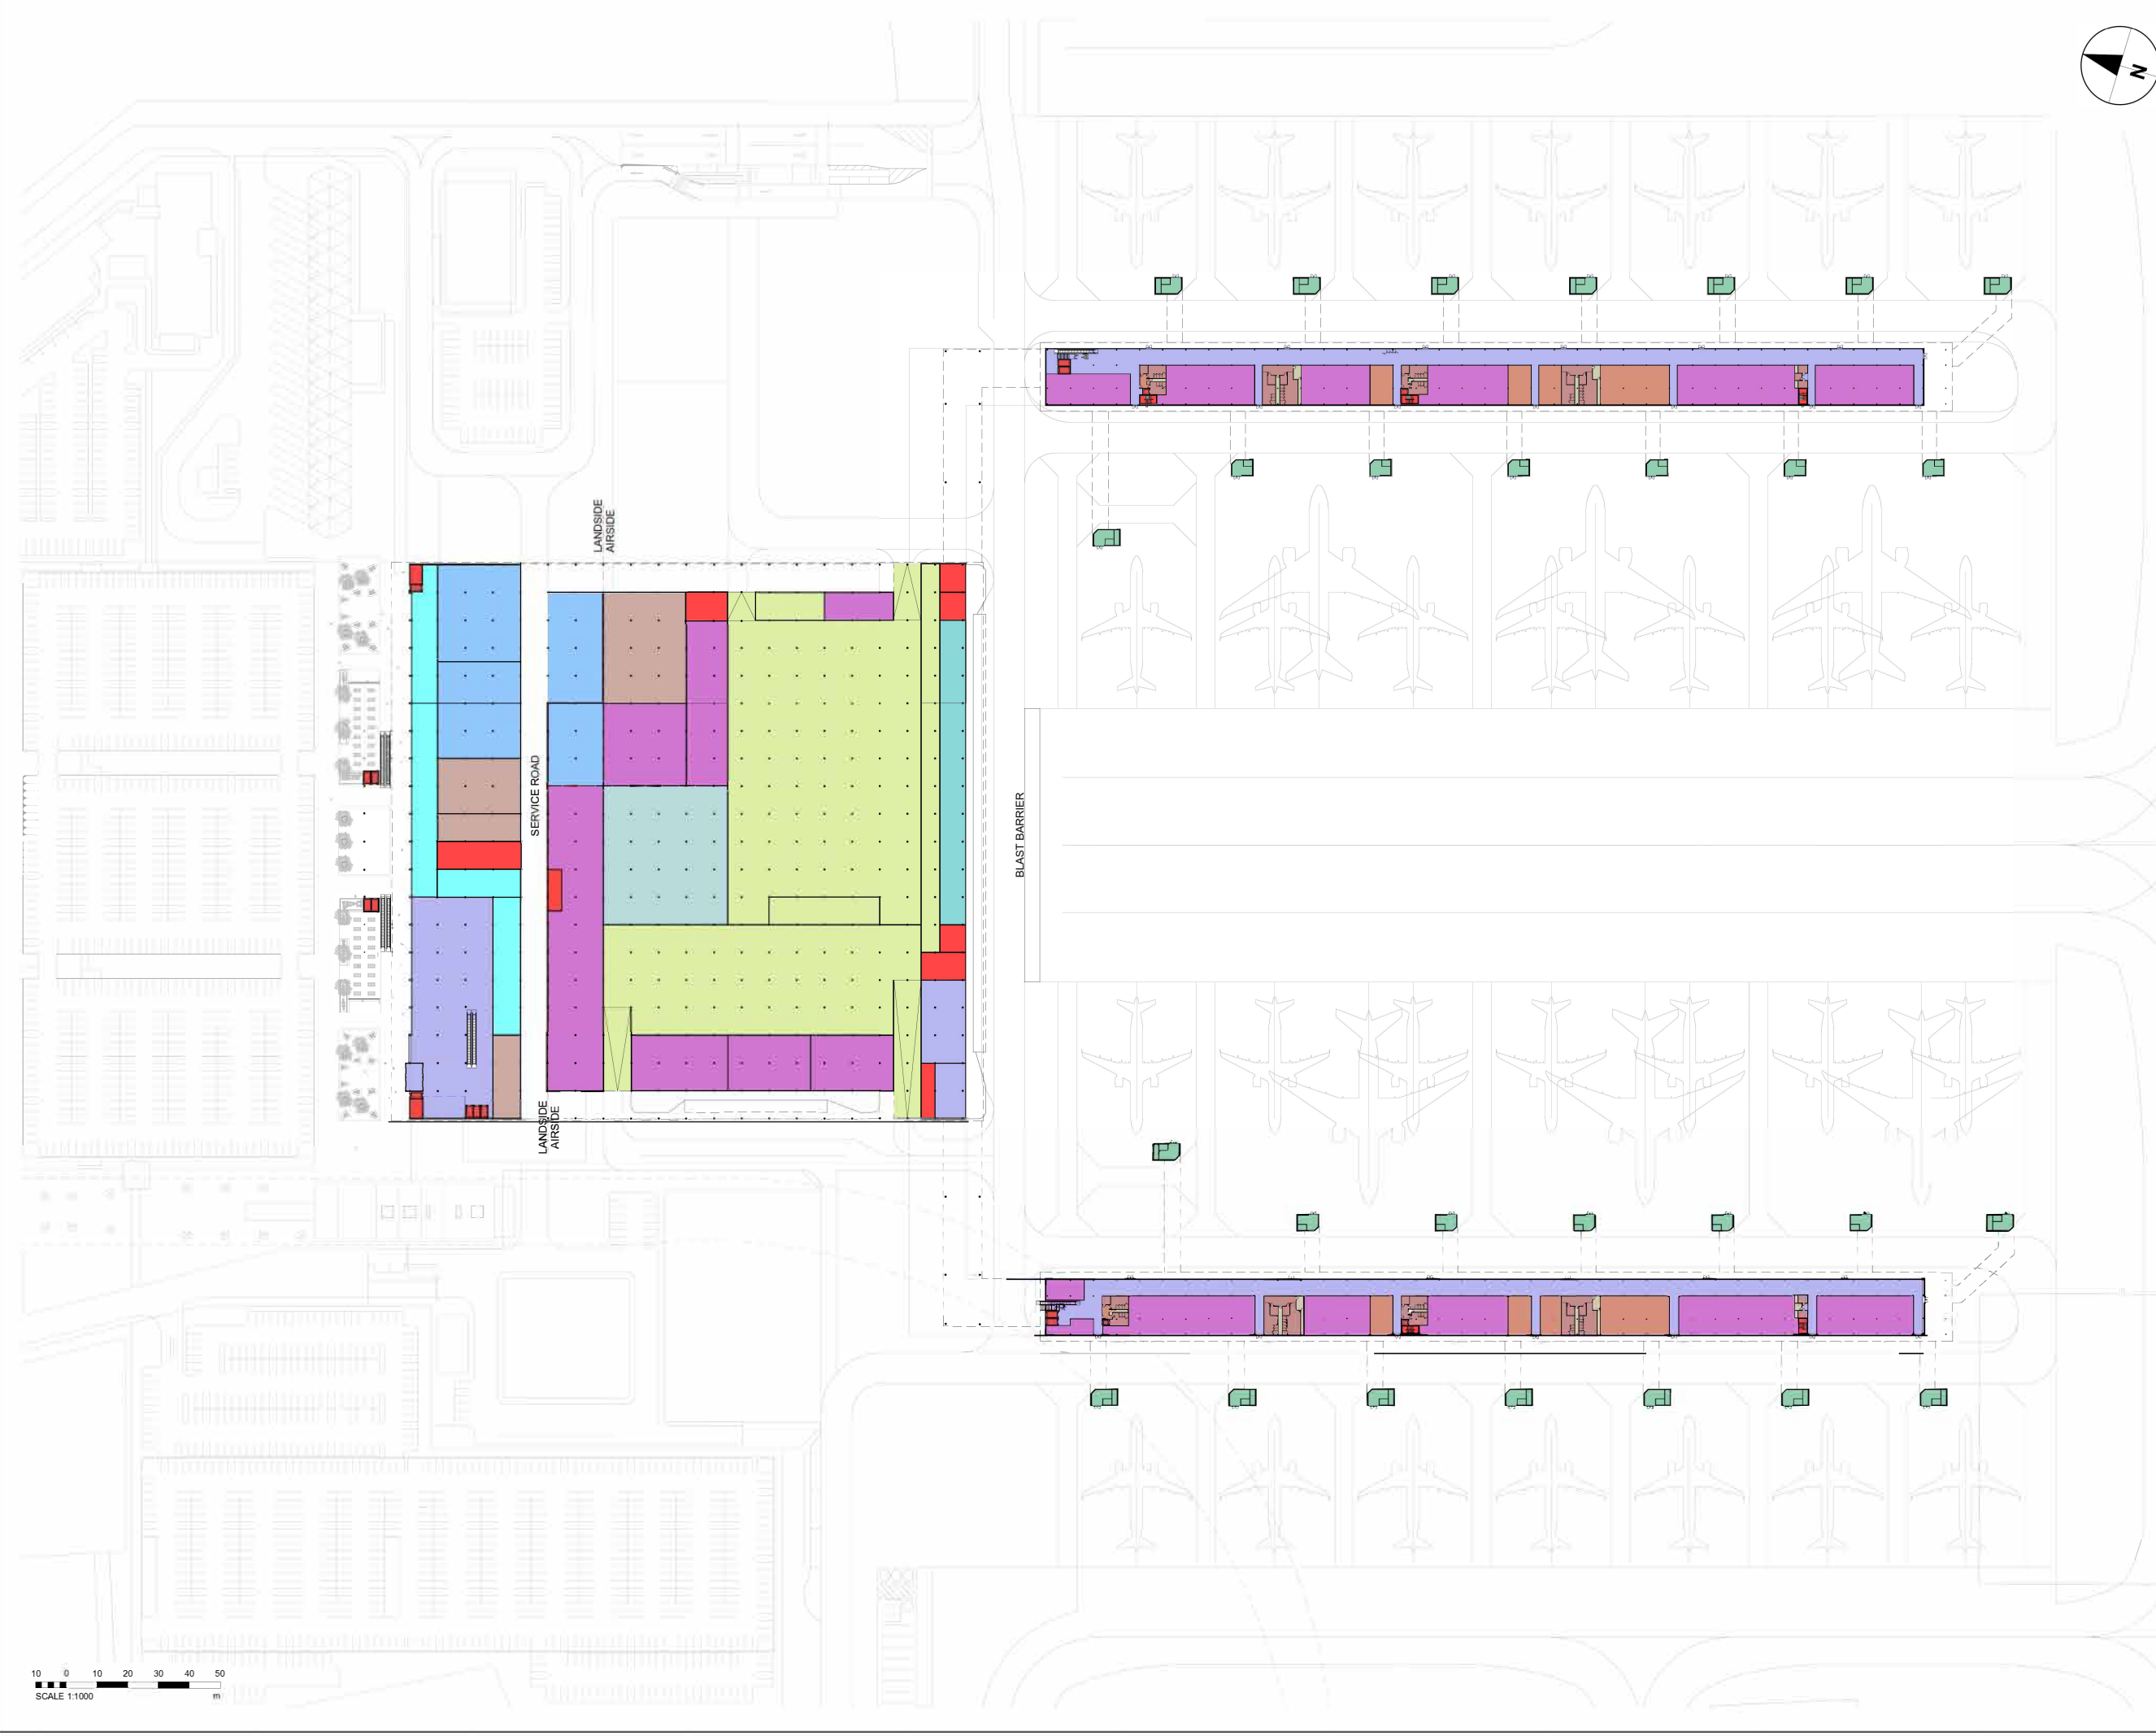 N
LANDSIDE
AIRSIDE
SERVICE ROAD
BLAST BARRIER
LANDSIDE
AIRSIDE
10 0 10 20 30 40 50
SCALE 1:1000 m